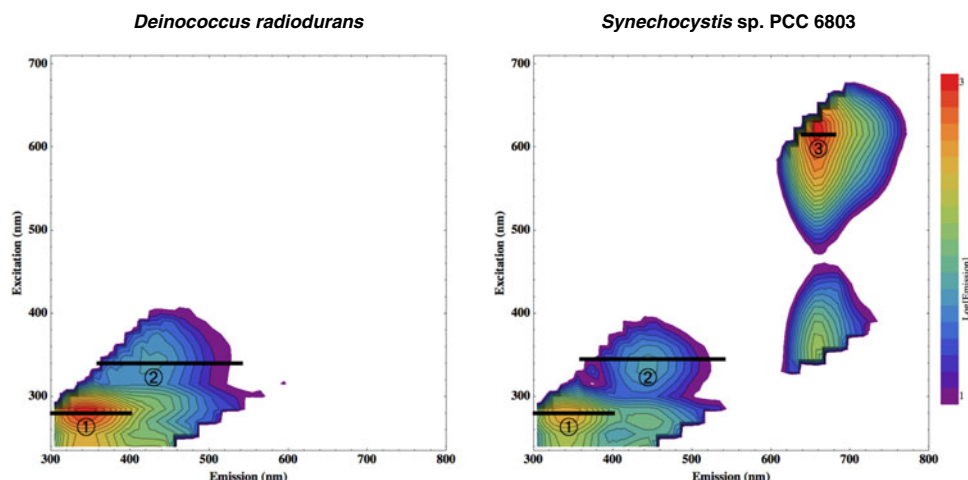 Deinococcus radiodurans
Synechocystis sp. PCC 6803
700
600
500
400
300
Excitation (nm)
②
①
300 400 500 600 700 800
Emission (nm)
700
600
500
400
300
Excitation (nm)
③
②
①
300 400 500 600 700 800
Emission (nm)
3
Log[Emission]
1